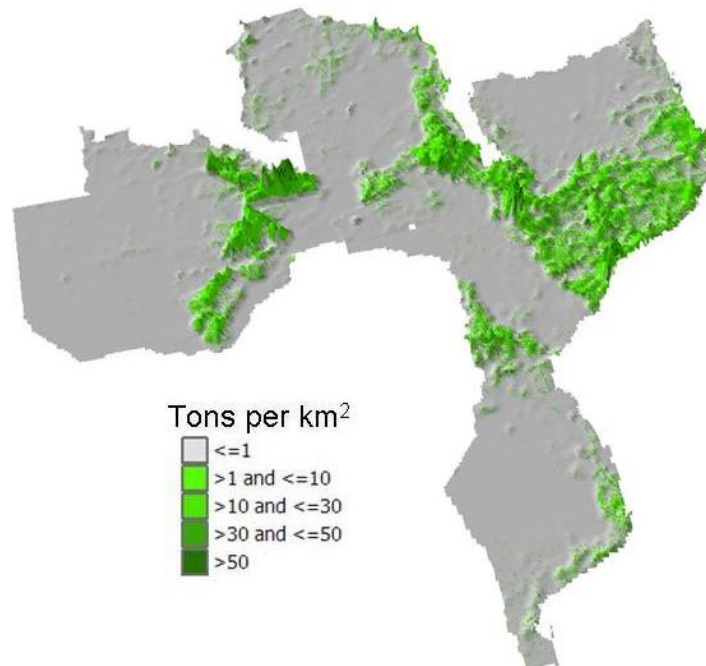 Tons per km²
<=1
>1 and <=10
>10 and <=30
>30 and <=50
>50